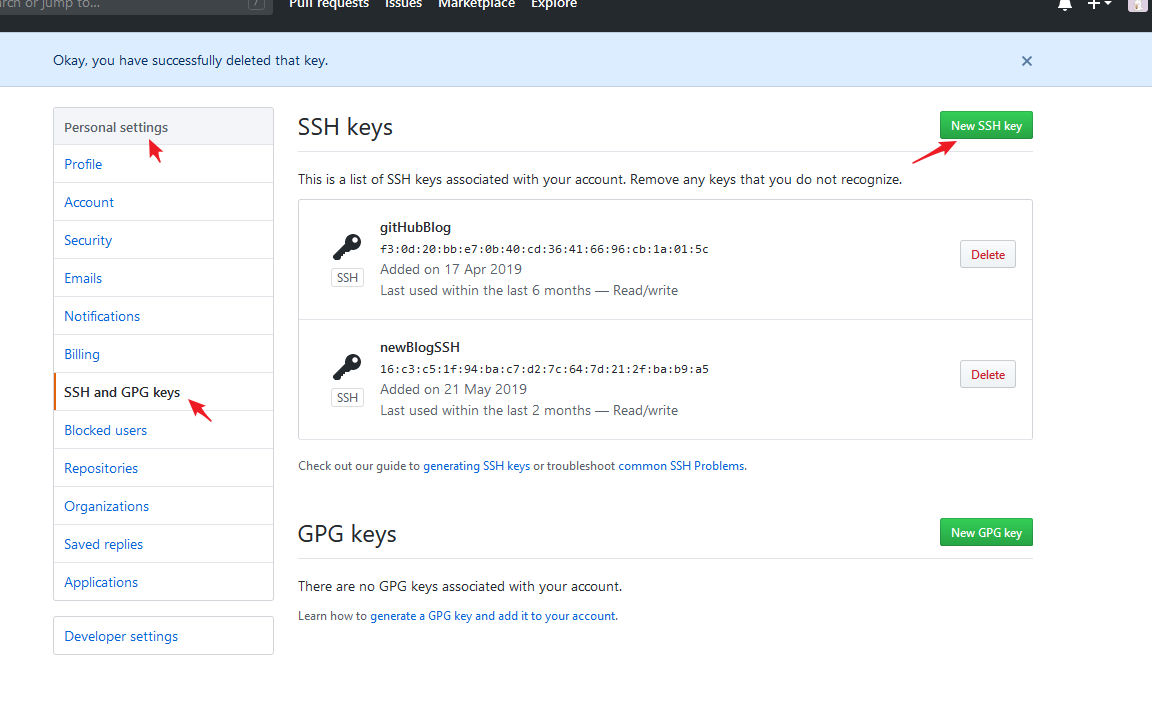 rch or jump to...
/
Pull requests Issues Marketplace Explore
Okay, you have successfully deleted that key.
Personal settings
Profile
Account
Security
Emails
Notifications
Billing
SSH and GPG keys
Blocked users
Repositories
Organizations
Saved replies
Applications
Developer settings
SSH keys
New SSH key
This is a list of SSH keys associated with your account. Remove any keys that you do not recognize.
gitHubBlog
f3:0d:20:bb:e7:0b:40:cd:36:41:66:96:cb:1a:01:5c
SSH
Added on 17 Apr 2019
Last used within the last 6 months — Read/write
Delete
newBlogSSH
16:c3:c5:1f:94:ba:c7:d2:7c:64:7d:21:2f:ba:b9:a5
SSH
Added on 21 May 2019
Last used within the last 2 months — Read/write
Delete
Check out our guide to generating SSH keys or troubleshoot common SSH Problems.
GPG keys
New GPG key
There are no GPG keys associated with your account.
Learn how to generate a GPG key and add it to your account.